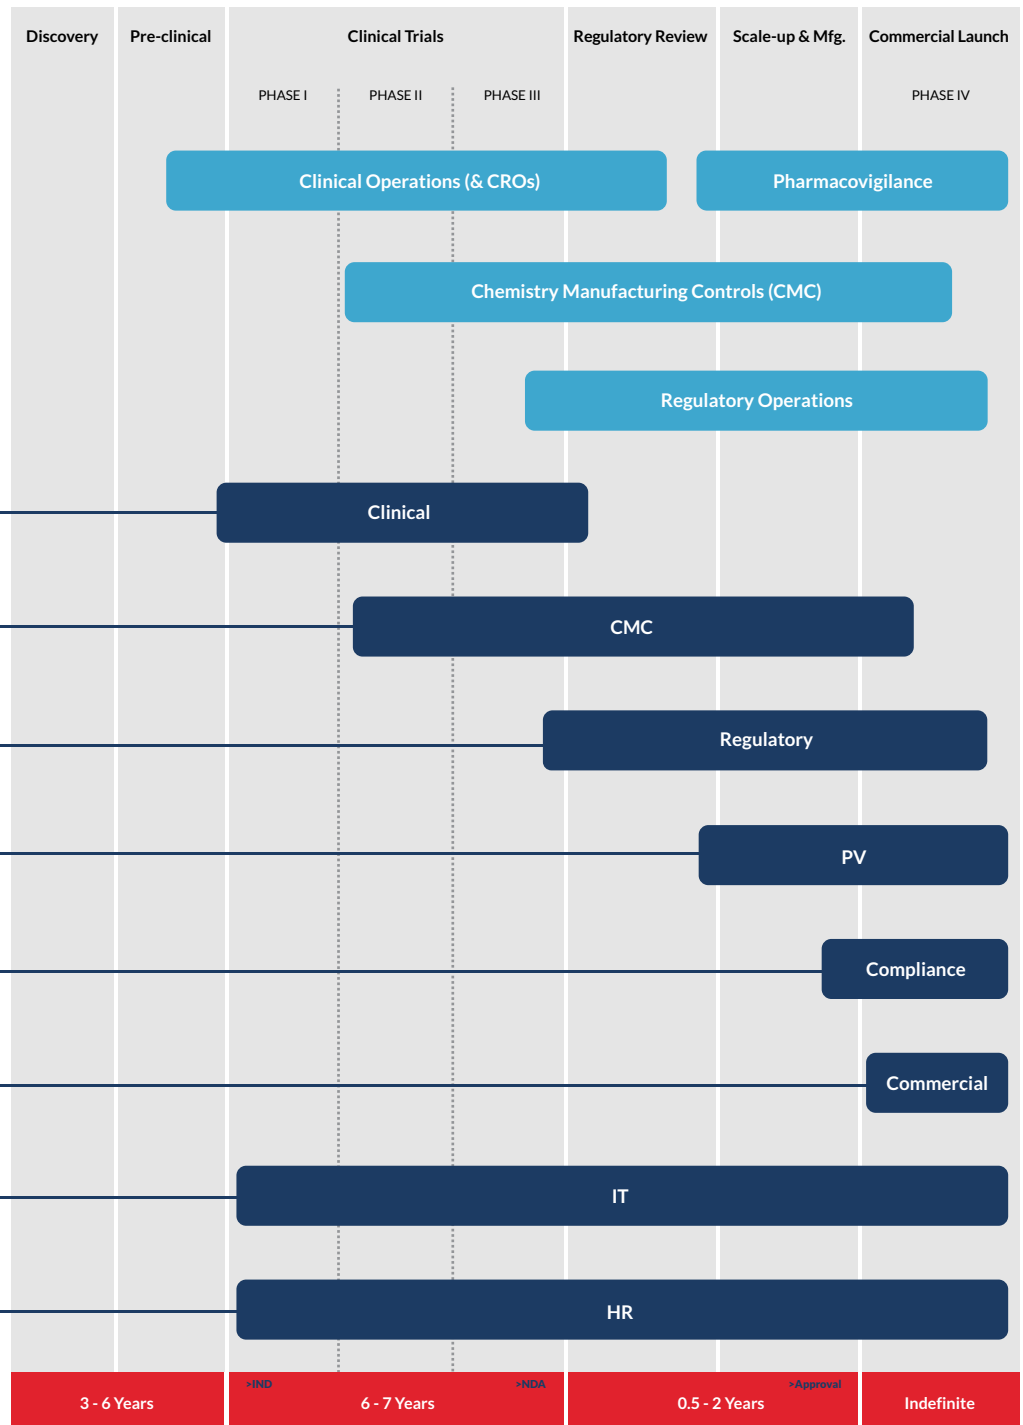 Discovery
Pre-clinical
Clinical Trials
Regulatory Review
Scale-up & Mfg.
Commercial Launch
PHASE I
PHASE II
PHASE III
PHASE IV
Clinical Operations (& CROs)
Pharmacovigilance
Chemistry Manufacturing Controls (CMC)
Regulatory Operations
Clinical
CMC
Regulatory
PV
Compliance
Commercial
IT
HR
>IND
>NDA
>Approval
3 - 6 Years
6 - 7 Years
0.5 - 2 Years
Indefinite